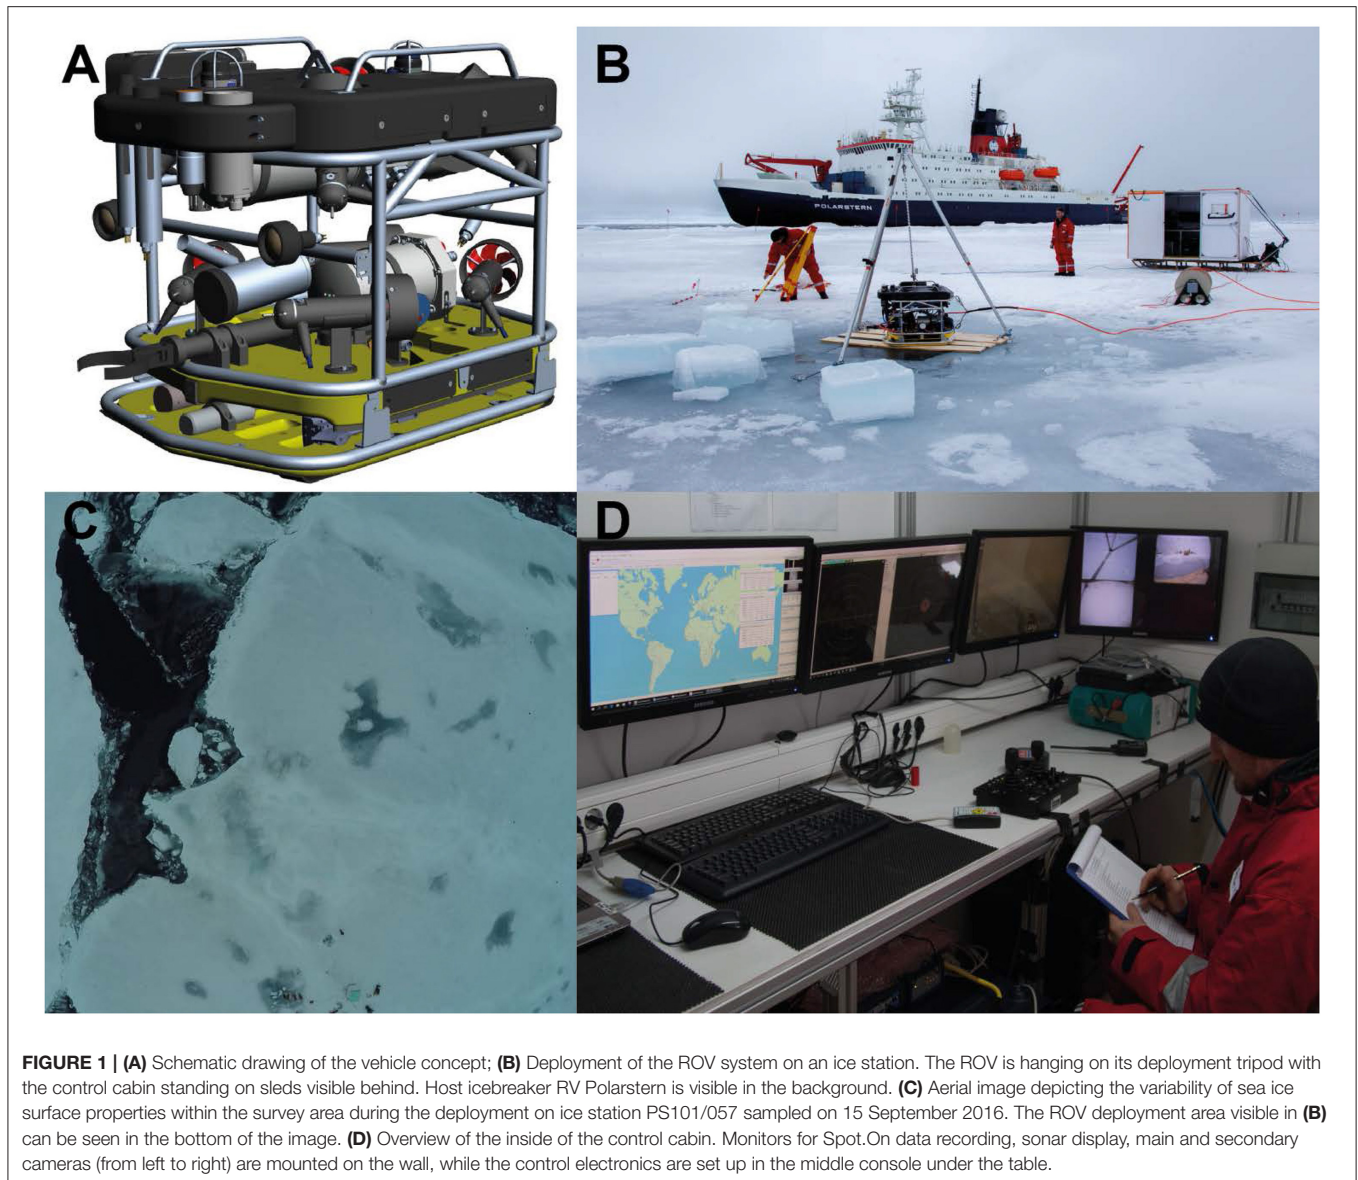 A
B
POLARSTERN
C
D
SAMSUNG
FIGURE 1 | (A) Schematic drawing of the vehicle concept; (B) Deployment of the ROV system on an ice station. The ROV is hanging on its deployment tripod with
the control cabin standing on sleds visible behind. Host icebreaker RV Polarstern is visible in the background. (C) Aerial image depicting the variability of sea ice
surface properties within the survey area during the deployment on ice station PS101/057 sampled on 15 September 2016. The ROV deployment area visible in (B)
can be seen in the bottom of the image. (D) Overview of the inside of the control cabin. Monitors for Spot.On data recording, sonar display, main and secondary
cameras (from left to right) are mounted on the wall, while the control electronics are set up in the middle console under the table.